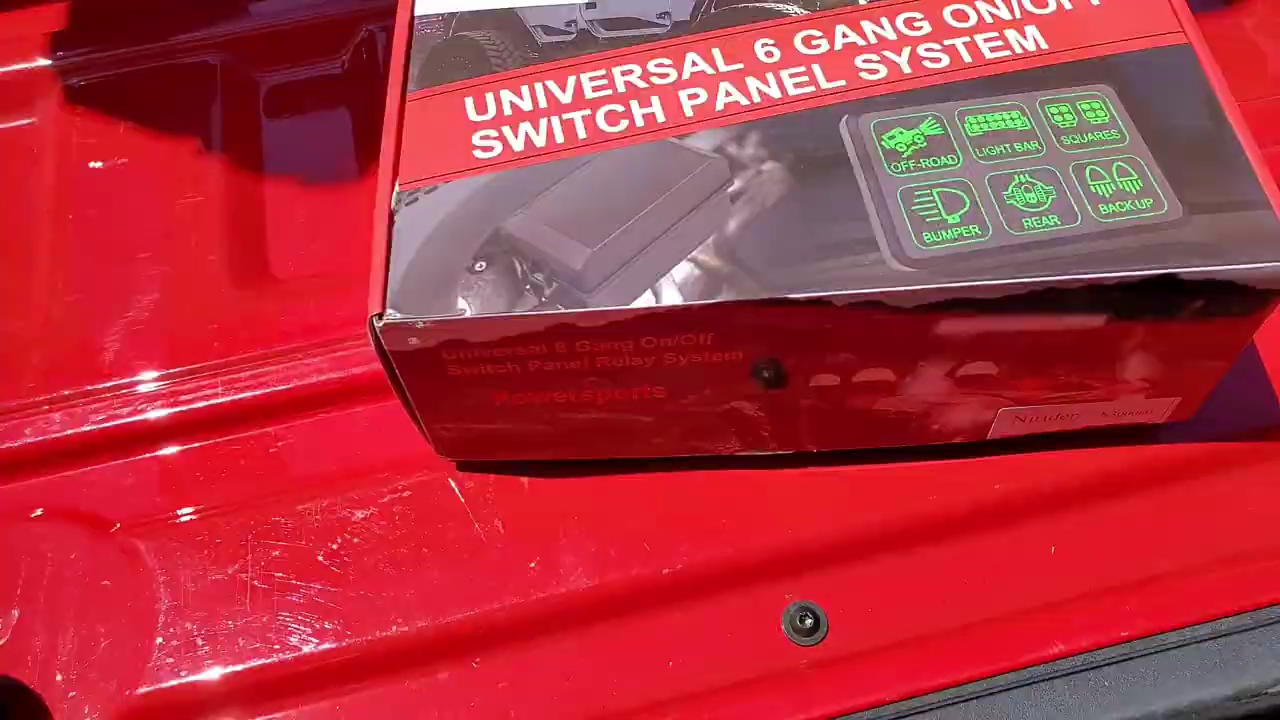 UNIVERSAL 6 GANG ON/OFF
SWITCH PANEL SYSTEM
OFF-ROAD
LIGHT BAR
SQUARES
BUMPER
REAR
BACK UP
Universal 6 Gang On/Off
Switch Panel Relay System
Powersports